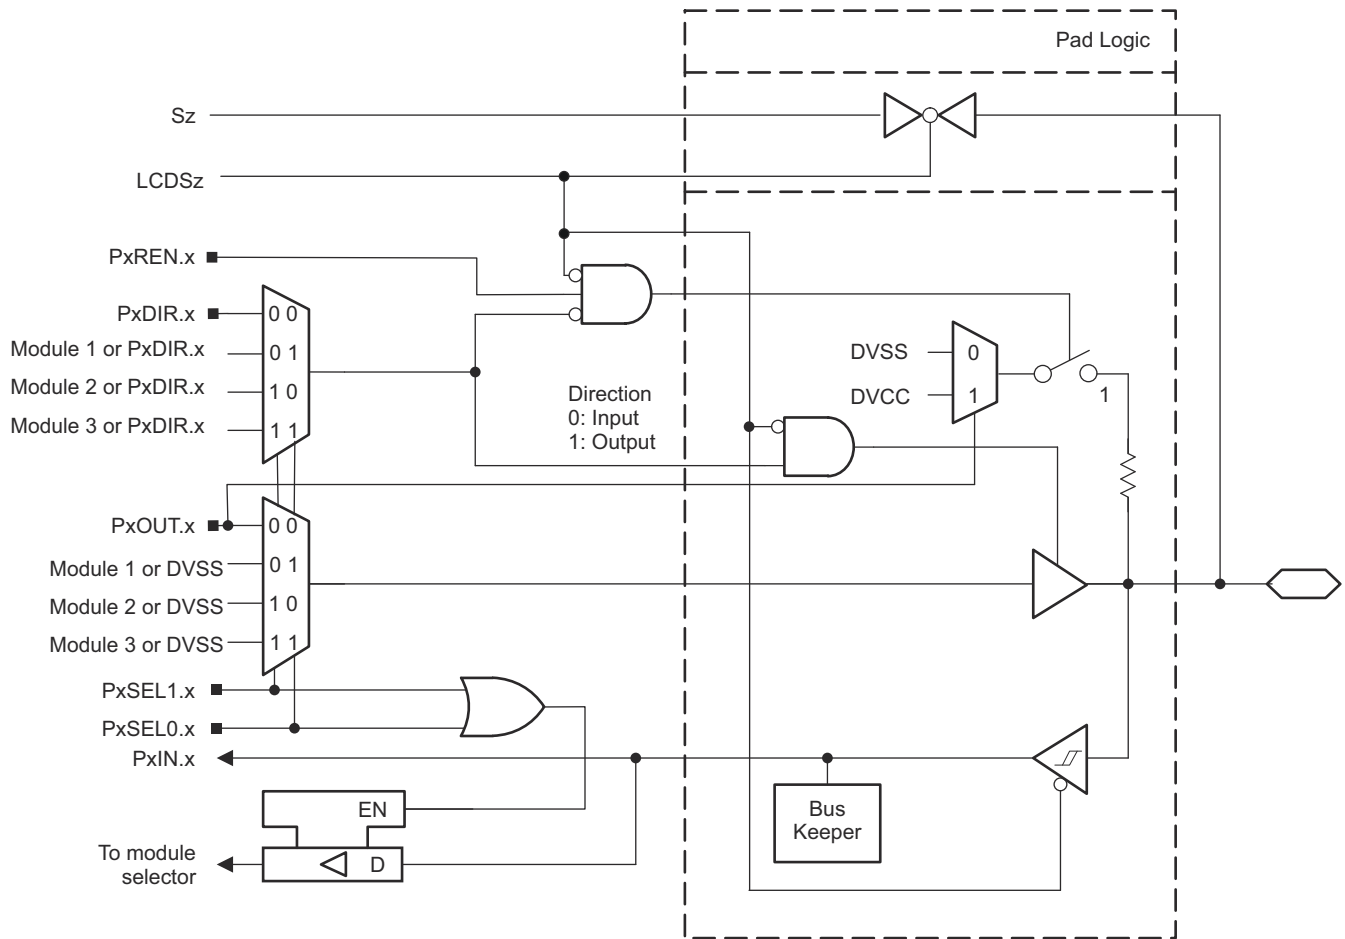 Pad Logic
Sz
LCDSz
PxREN.x
PxDIR.x
0 0
Module 1 or PxDIR.x
0 1
Module 2 or PxDIR.x
1 0
Module 3 or PxDIR.x
1 1
Direction
0: Input
1: Output
DVSS
0
DVCC
1
1
PxOUT.x
0 0
Module 1 or DVSS
0 1
Module 2 or DVSS
1 0
Module 3 or DVSS
1 1
PxSEL1.x
PxSEL0.x
PxIN.x
EN
Bus
Keeper
To module
selector
D